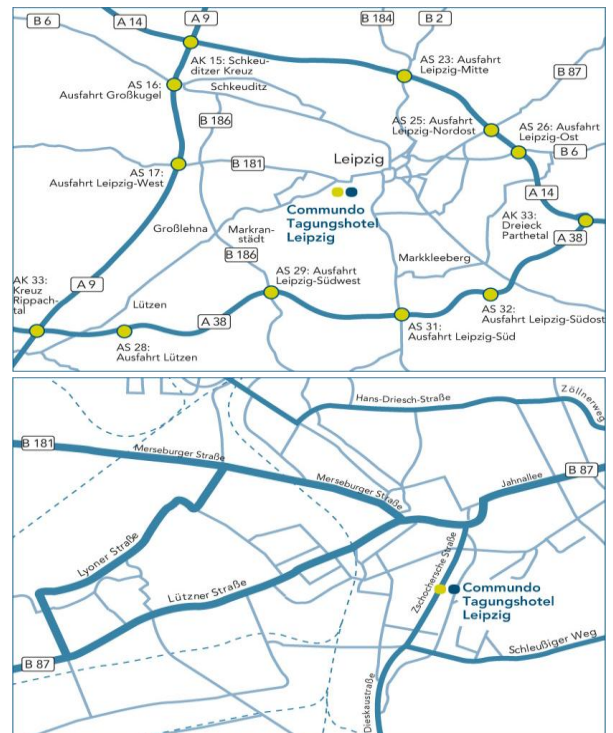 B 6
A 14
A 9
B 184
B 2
AK 15: Schkeu-
ditzer Kreuz
AS 23: Ausfahrt
Leipzig-Mitte
B 87
AS 16:
Ausfahrt Großkugel
Schkeuditz
B 186
AS 25: Ausfahrt
Leipzig-Nordost
AS 26: Ausfahrt
Leipzig-Ost
B 6
Leipzig
B 181
AS 17:
Ausfahrt Leipzig-West
A 14
Commundo
Tagungshotel
Leipzig
AK 33:
Dreieck
Parthetal
Großlehna
Markran-
städt
A 38
B 186
Markkleeberg
AS 29: Ausfahrt
Leipzig-Südwest
AK 33:
Kreuz
Rippach-
tal
A 9
Lützen
AS 32:
Ausfahrt Leipzig-Südost
A 38
AS 31:
Ausfahrt Leipzig-Süd
AS 28:
Ausfahrt Lützen
Zöllnerweg
Hans-Driesch-Straße
B 181
Merseburger Straße
Merseburger Straße
Jahnallee
B 87
Lyoner Straße
Zschochersche Straße
Lützner Straße
Commundo
Tagungshotel
Leipzig
Schleußiger Weg
B 87
Dieskaustraße